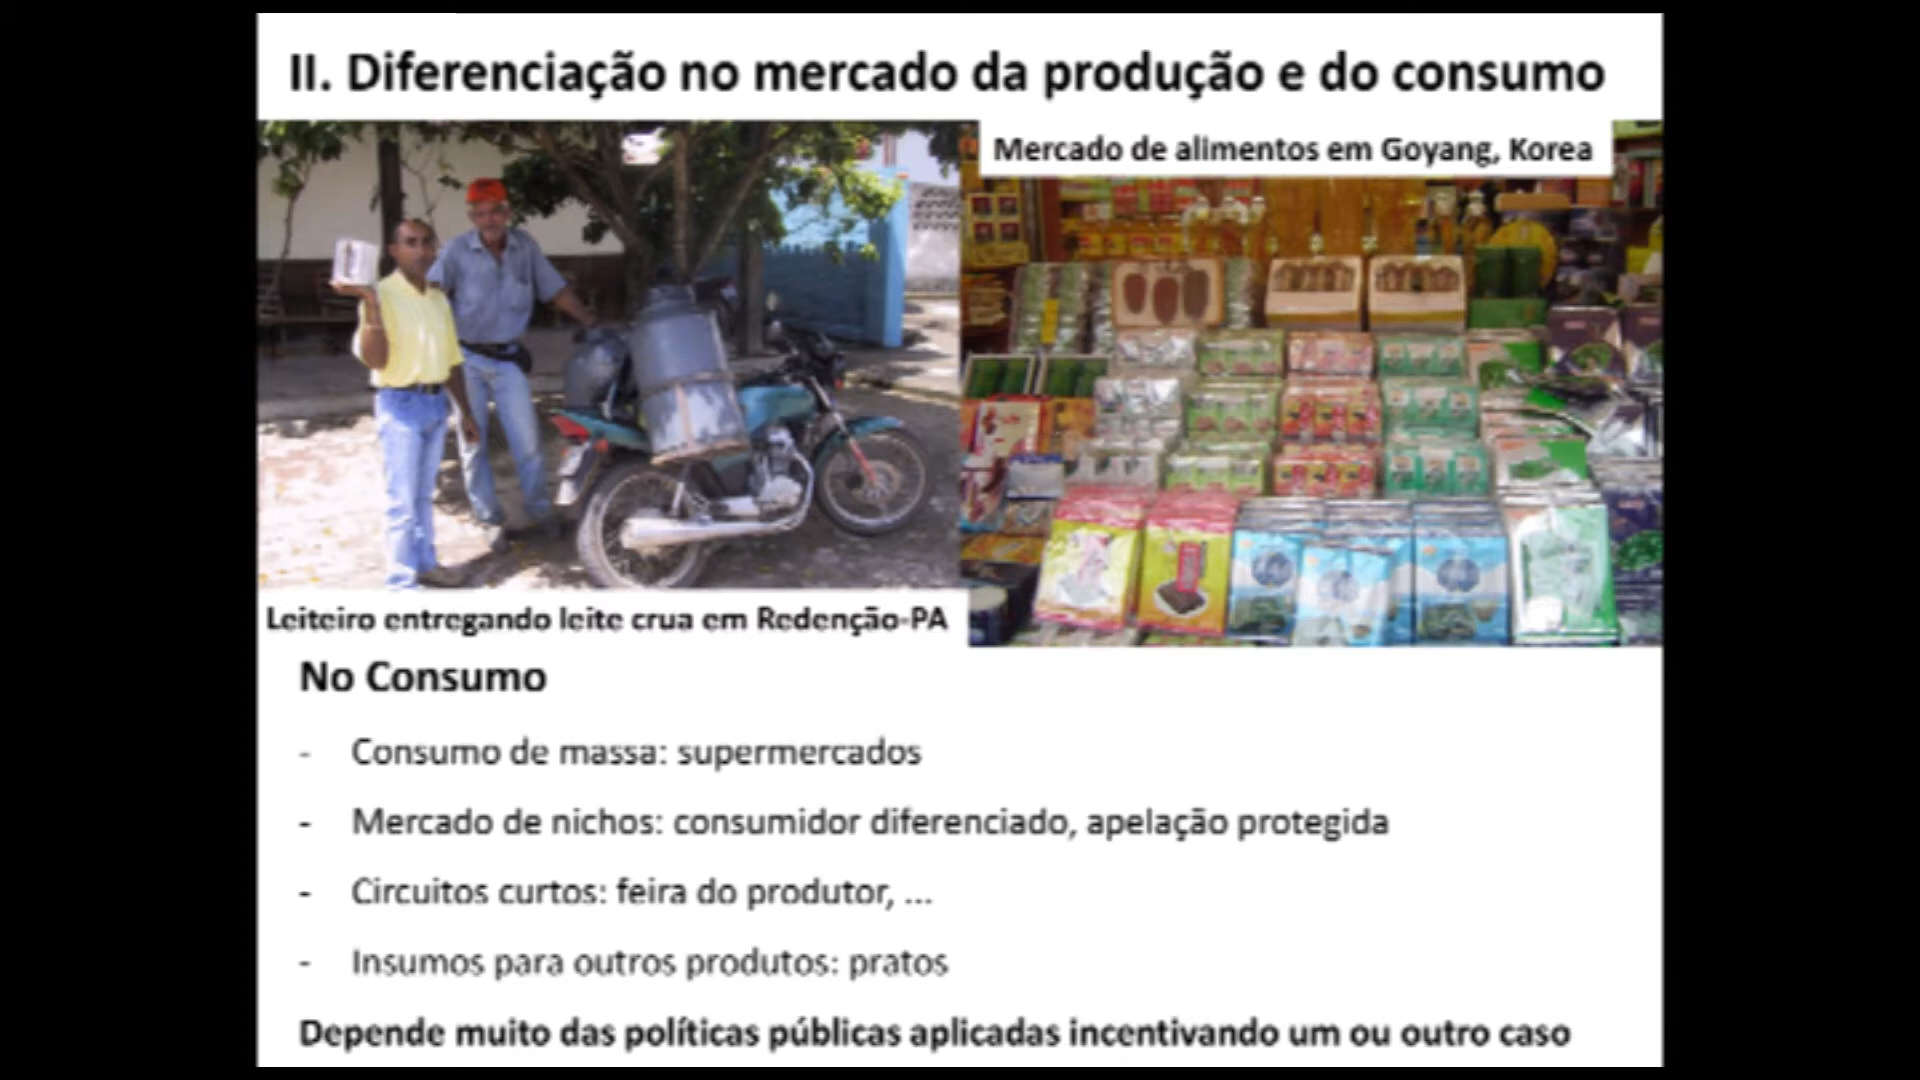 II. Diferenciação no mercado da produção e do consumo
Mercado de alimentos em Goyang, Korea
Leiteiro entregando leite crua em Redenção-PA
No Consumo
- Consumo de massa: supermercados
- Mercado de nichos: consumidor diferenciado, apelação protegida
- Circuitos curtos: feira do produtor, ...
- Insumos para outros produtos: pratos
Depende muito das políticas públicas aplicadas incentivando um ou outro caso